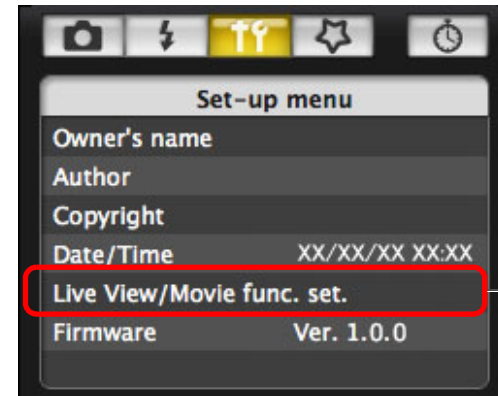 Set-up menu
Owner's name
Author
Copyright
Date/Time XX/XX/XX XX:XX
Live View/Movie func. set.
Firmware Ver. 1.0.0